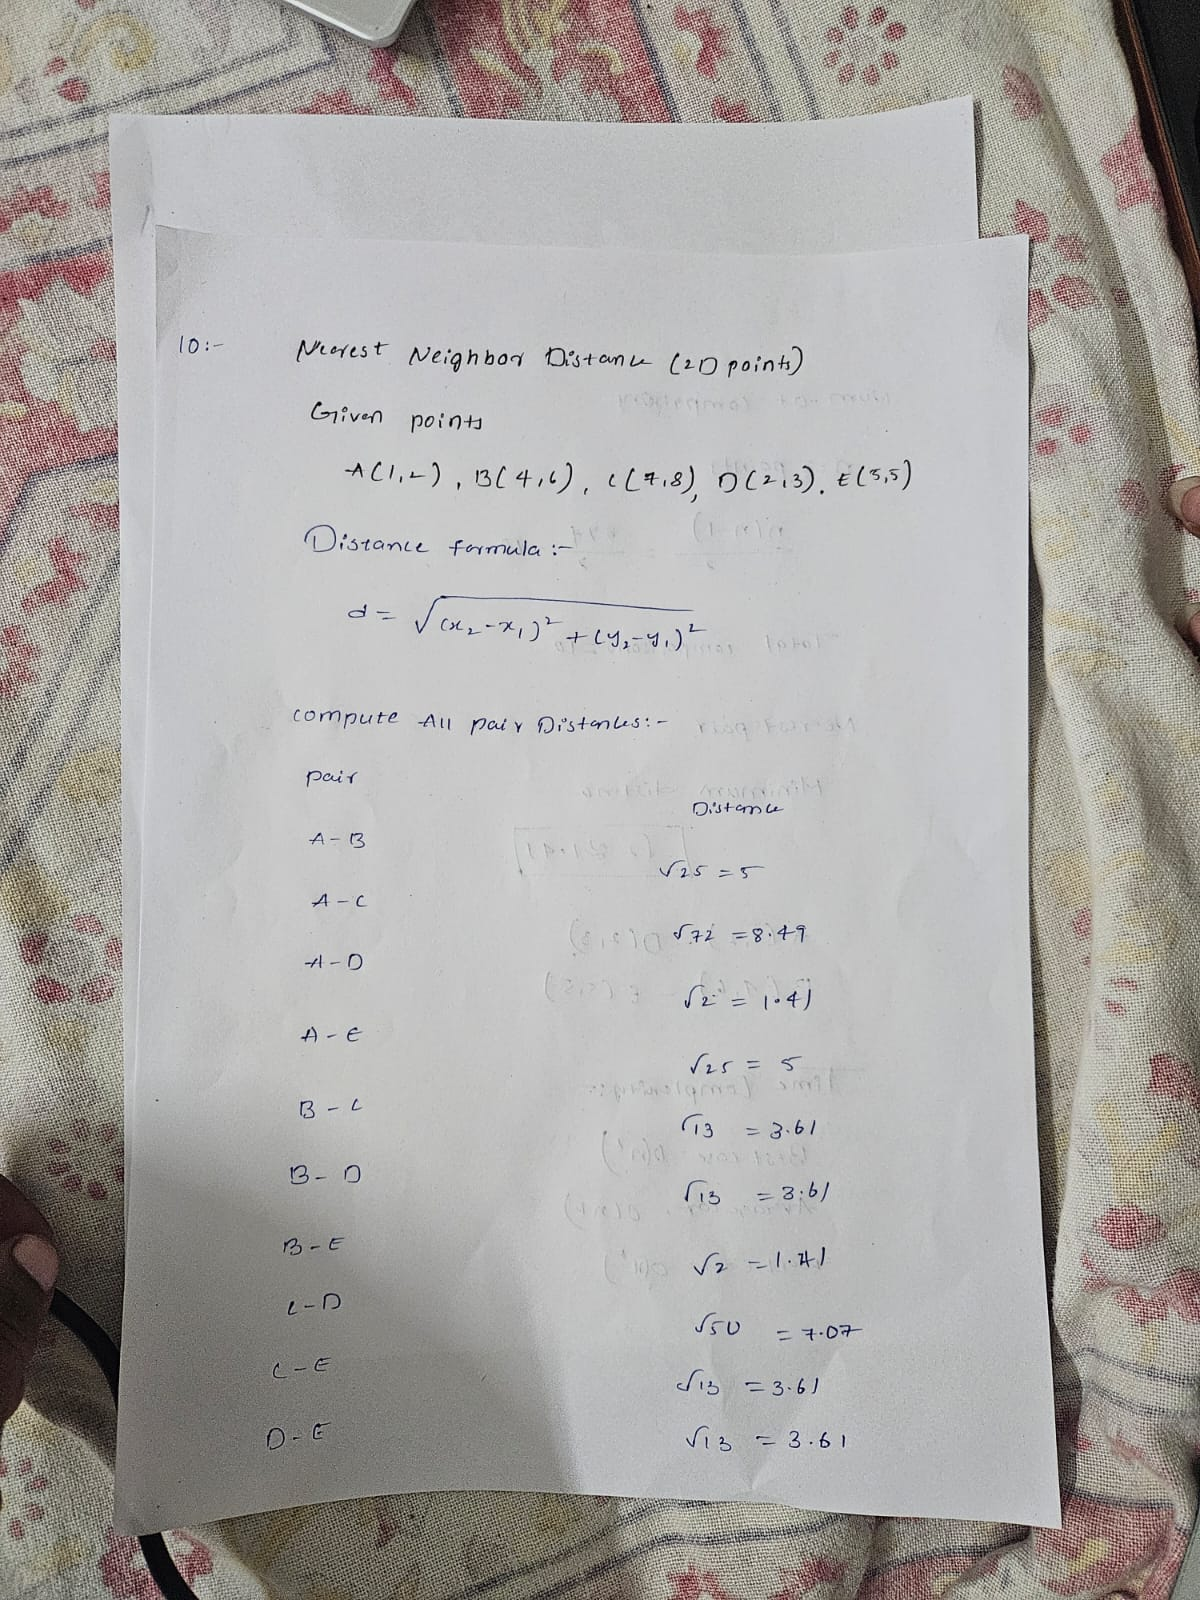 10:- Nearest Neighbor Distance (2D points)
Given points
A(1,2), B(4,6), C(7,8), D(2,3), E(5,5)
Distance formula :-
d = √(x₂-x₁)² + (y₂-y₁)²
compute All pair Distances:-
pair Distance
A-B √25 = 5
A-C √72 = 8.49
A-D √2 = 1.41
A-E √25 = 5
B-C √13 = 3.61
B-D √13 = 3.61
B-E √2 = 1.41
C-D √50 = 7.07
C-E √13 = 3.61
D-E √13 = 3.61